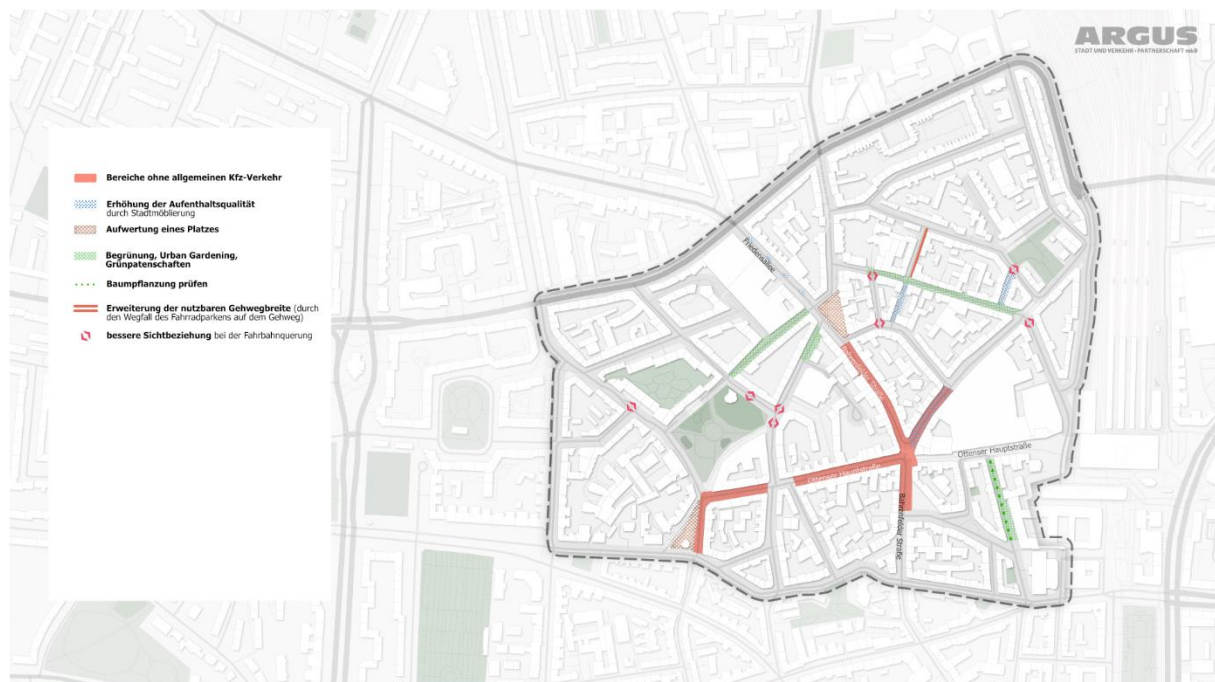 ARGUS
STADT UND VERKEHR · PARTNERSCHAFT mbB
Bereiche ohne allgemeinen Kfz-Verkehr
Erhöhung der Aufenthaltsqualität
durch Stadtmöblierung
Aufwertung eines Platzes
Begrünung, Urban Gardening,
Grünpatenschaften
Baumpflanzung prüfen
Erweiterung der nutzbaren Gehwegbreite (durch
den Wegfall des Fahrradparkens auf dem Gehweg)
bessere Sichtbeziehung bei der Fahrbahnquerung
Friedensallee
Bahrenfelder Straße
Ottenser Hauptstraße
Ottenser Hauptstraße
Bahrenfelder Straße